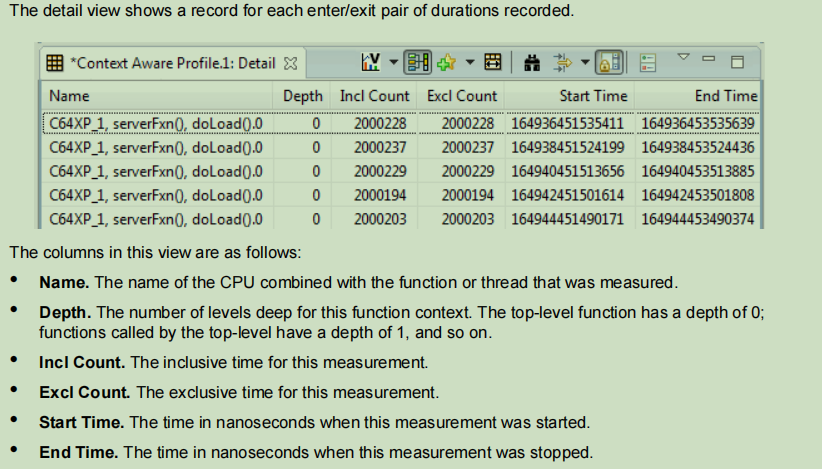 The detail view shows a record for each enter/exit pair of durations recorded.
*Context Aware Profile.1: Detail
Name Depth Incl Count Excl Count Start Time End Time
C64XP_1, serverFxn(), doLoad().0 0 2000228 2000228 164936451535411 164936453535639
C64XP_1, serverFxn(), doLoad().0 0 2000237 2000237 164938451524199 164938453524436
C64XP_1, serverFxn(), doLoad().0 0 2000229 2000229 164940451513656 164940453513885
C64XP_1, serverFxn(), doLoad().0 0 2000194 2000194 164942451501614 164942453501808
C64XP_1, serverFxn(), doLoad().0 0 2000203 2000203 164944451490171 164944453490374
The columns in this view are as follows:
• Name. The name of the CPU combined with the function or thread that was measured.
• Depth. The number of levels deep for this function context. The top-level function has a depth of 0;
functions called by the top-level have a depth of 1, and so on.
• Incl Count. The inclusive time for this measurement.
• Excl Count. The exclusive time for this measurement.
• Start Time. The time in nanoseconds when this measurement was started.
• End Time. The time in nanoseconds when this measurement was stopped.